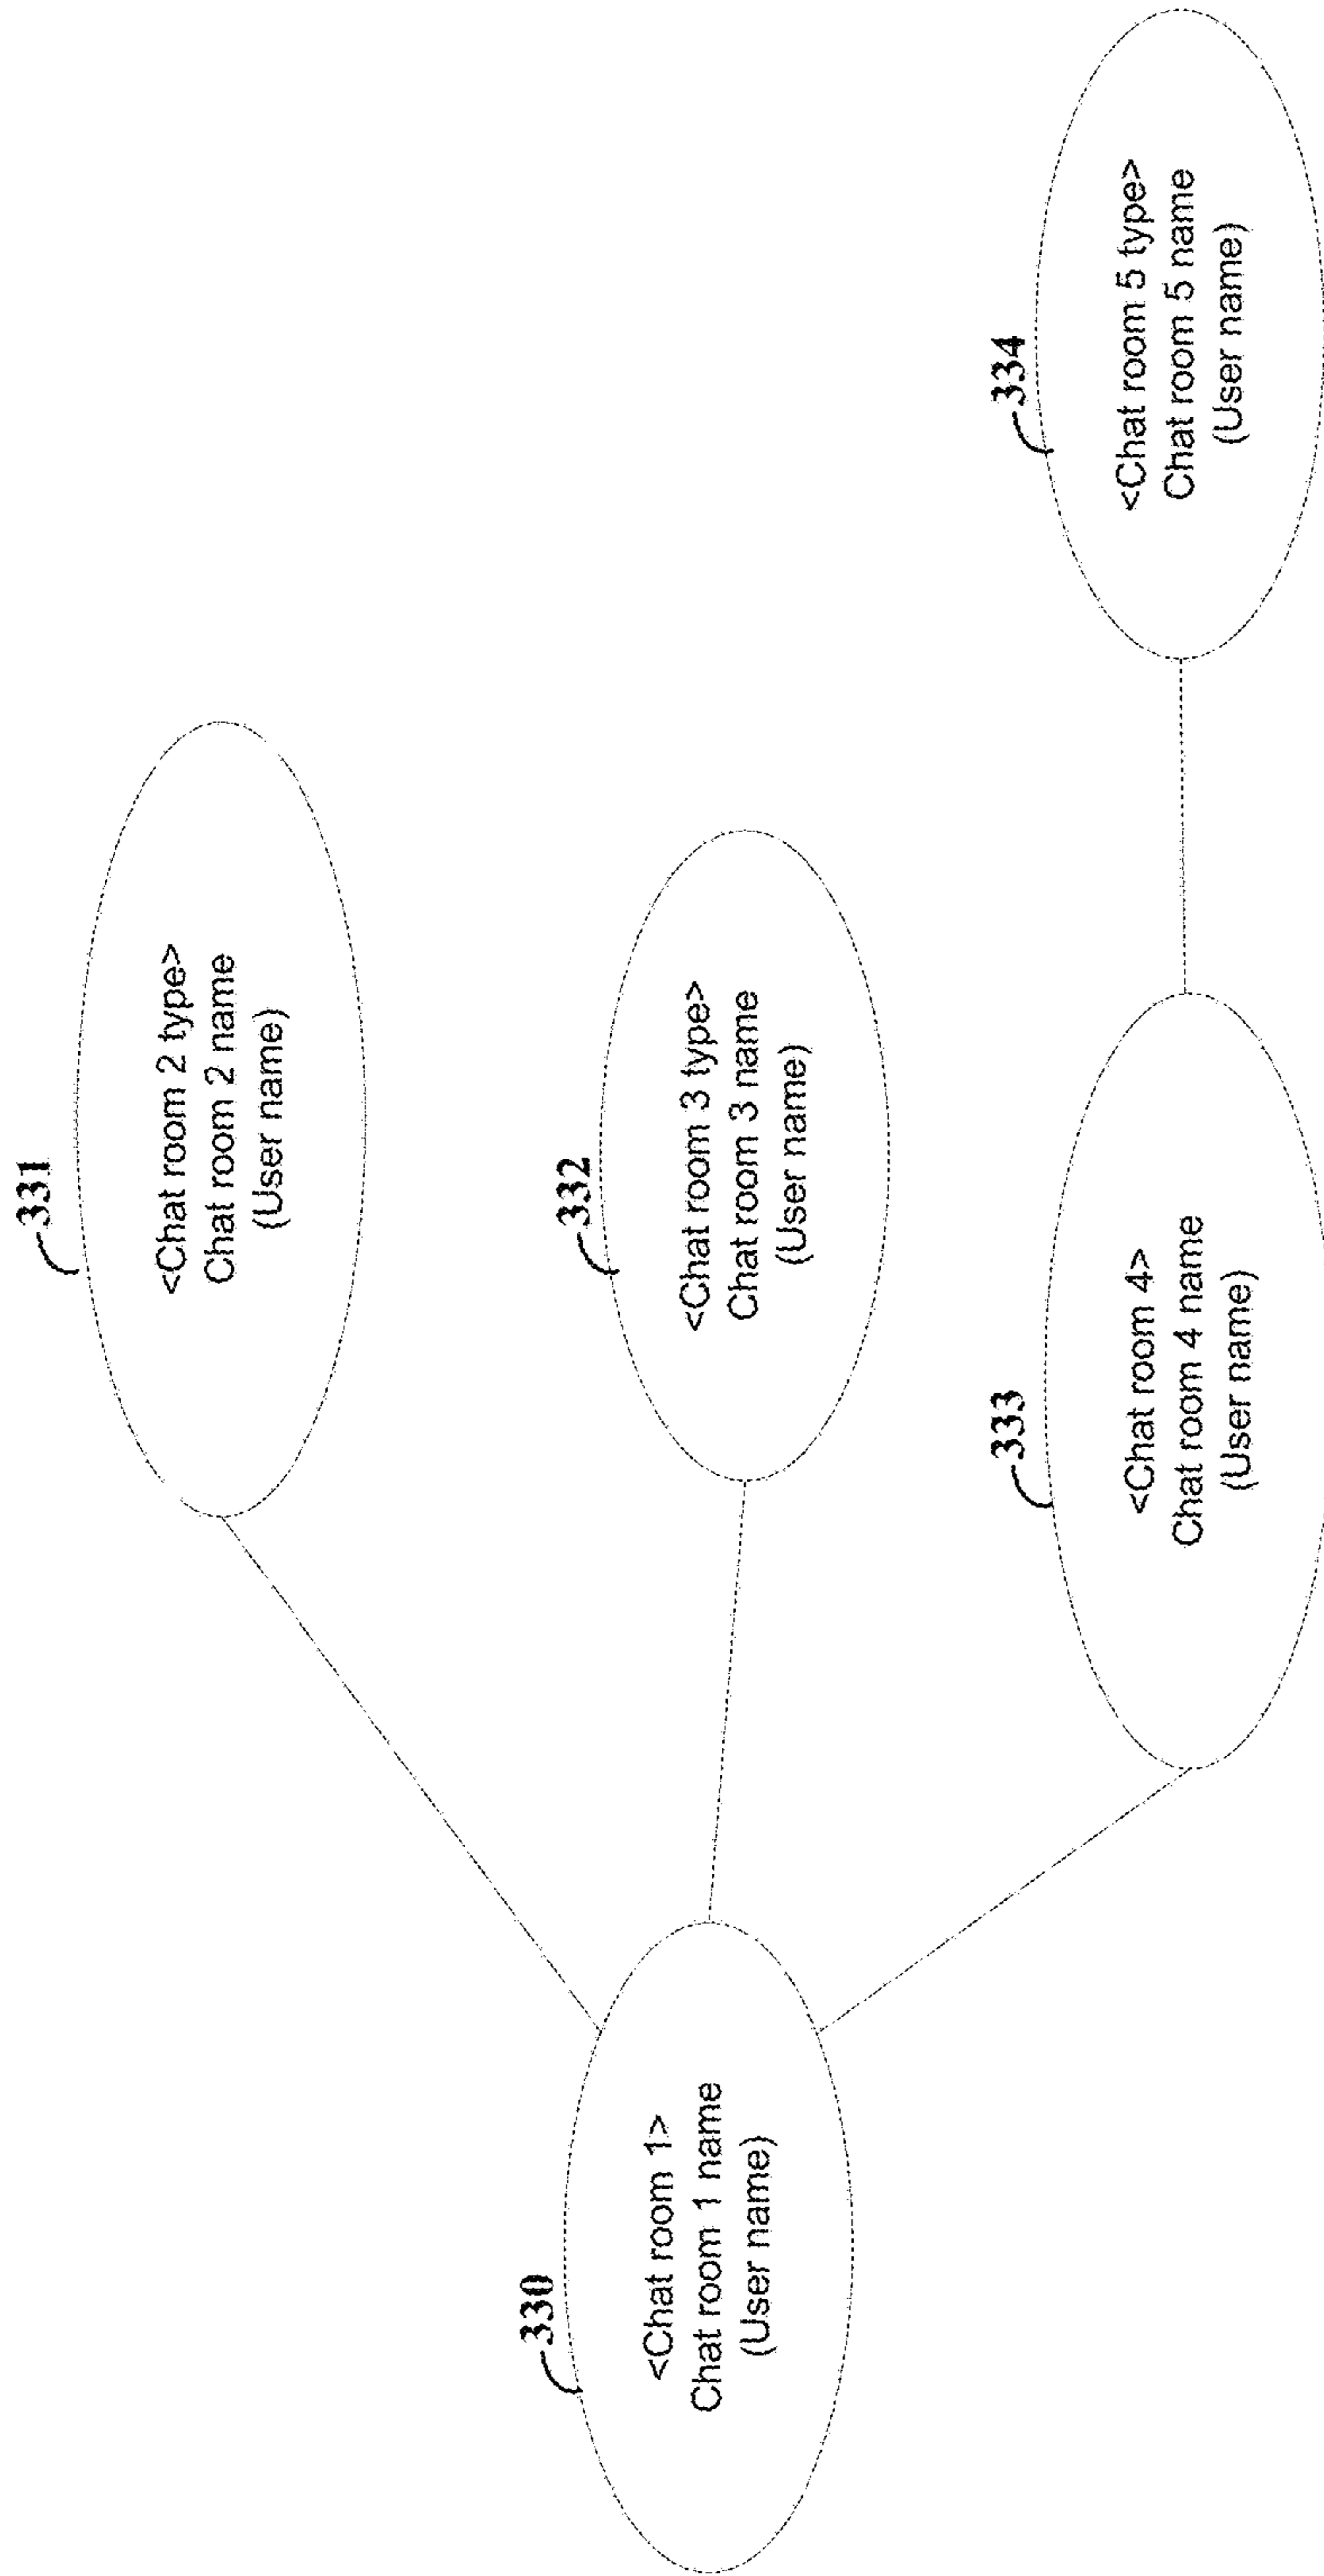 331
<Chat room 2 type>
Chat room 2 name
(User name)
332
<Chat room 3 type>
Chat room 3 name
(User name)
330
<Chat room 1>
Chat room 1 name
(User name)
333
<Chat room 4>
Chat room 4 name
(User name)
334
<Chat room 5 type>
Chat room 5 name
(User name)